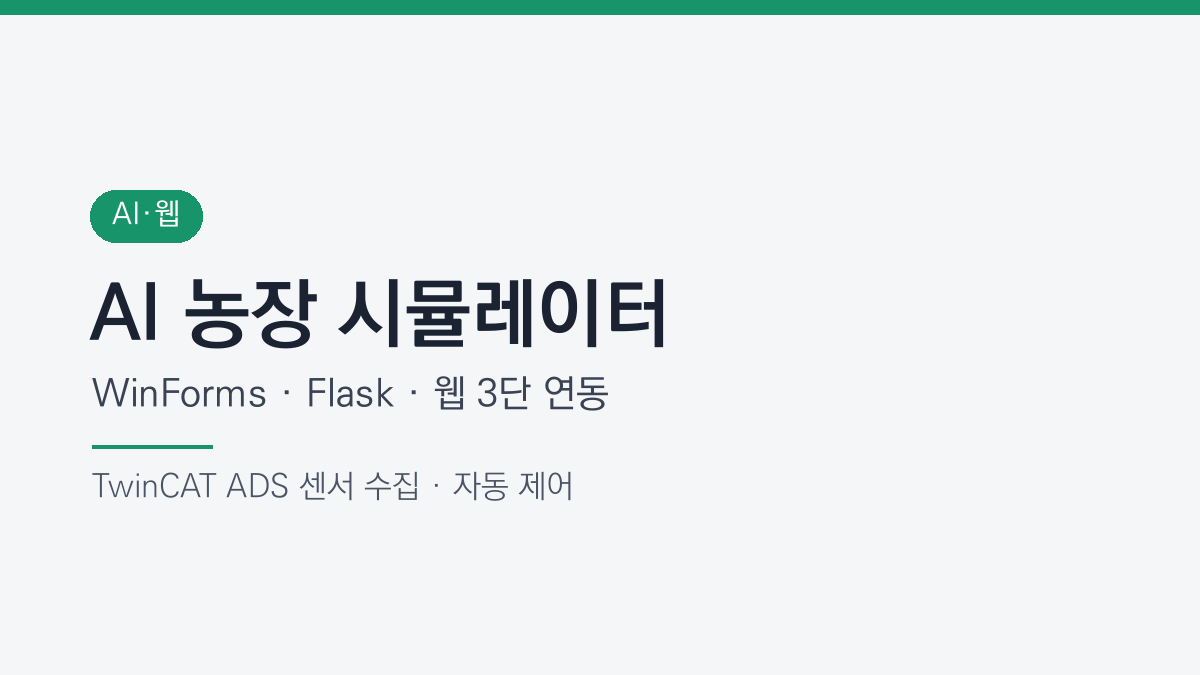 AI·웹
AI 농장 시뮬레이터
WinForms · Flask · 웹 3단 연동
TwinCAT ADS 센서 수집 · 자동 제어